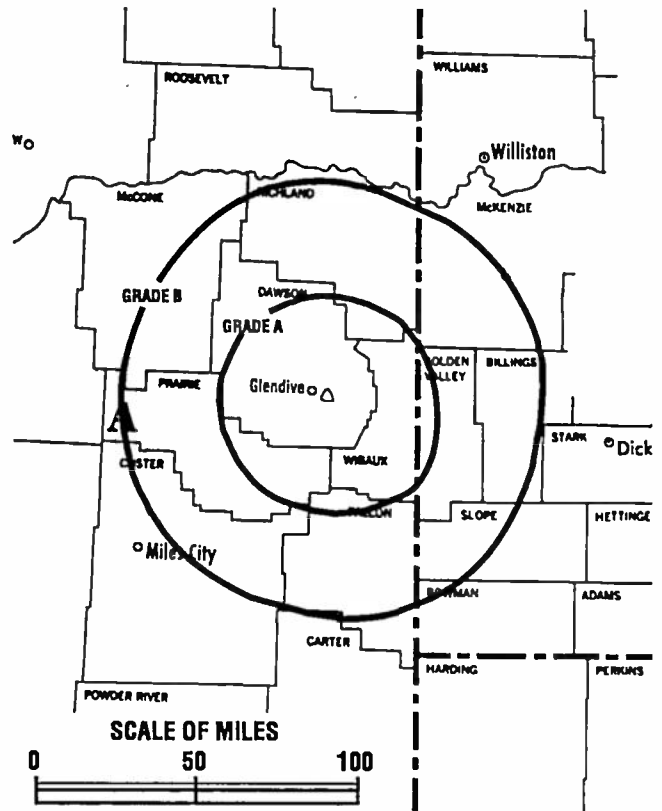 ROOSEVELT
WILLIAMS
W
Williston
McCONE
RICHLAND
McKENZIE
GRADE B
DAWSON
GRADE A
GOLDEN
VALLEY
BILLINGS
PRAIRIE
Glendive
A
STARK
Dick
CUSTER
WIBAUX
FALLON
SLOPE
HETTINGE
Miles City
BOWMAN
ADAMS
CARTER
HARDING
PERKINS
POWDER RIVER
SCALE OF MILES
0 50 100